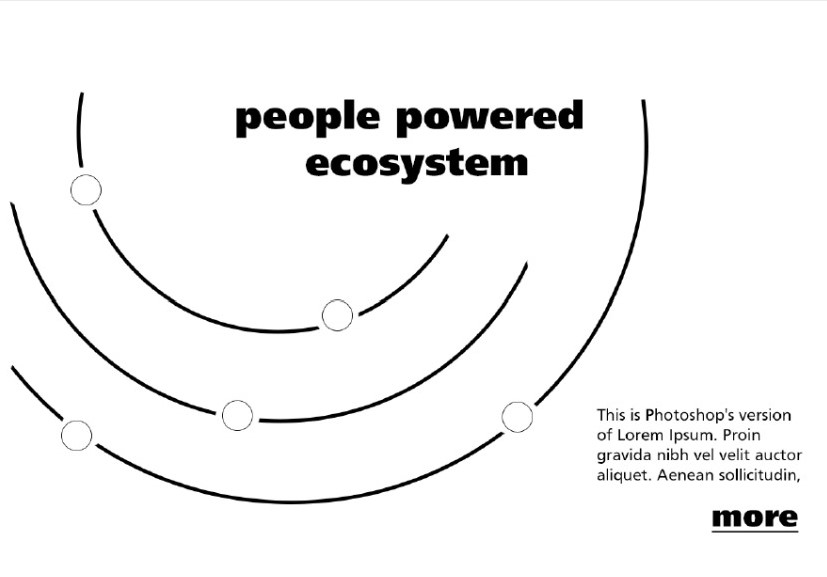 people powered
ecosystem
This is Photoshop's version
of Lorem Ipsum. Proin
gravida nibh vel velit auctor
aliquet. Aenean sollicitudin,
more